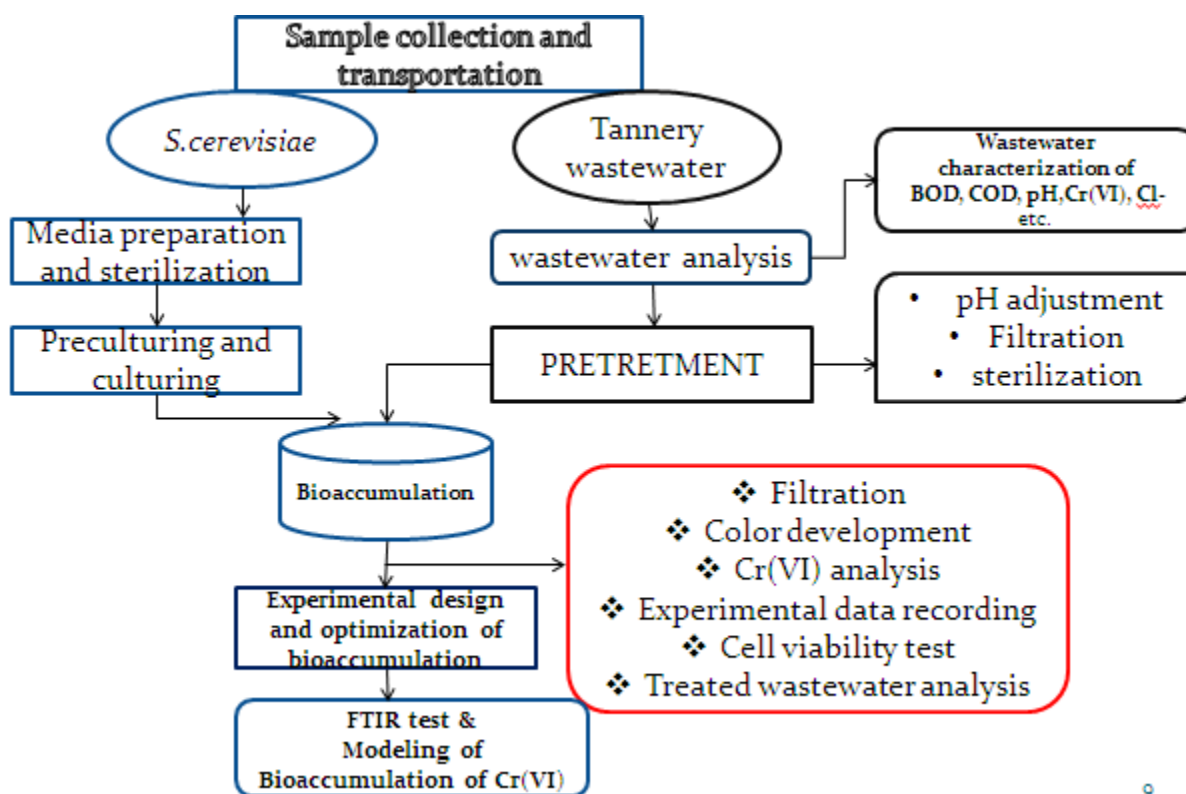 Sample collection and
transportation
S.cerevisiae
Tannery
wastewater
Wastewater
characterization of
BOD, COD, pH,Cr(VI), Cl-
etc.
Media preparation
and sterilization
wastewater analysis
• pH adjustment
• Filtration
• sterilization
Preculturing and
culturing
PRETRETMENT
Bioaccumulation
❖ Filtration
❖ Color development
❖ Cr(VI) analysis
❖ Experimental data recording
❖ Cell viability test
❖ Treated wastewater analysis
Experimental design
and optimization of
bioaccumulation
FTIR test &
Modeling of
Bioaccumulation of Cr(VI)
9